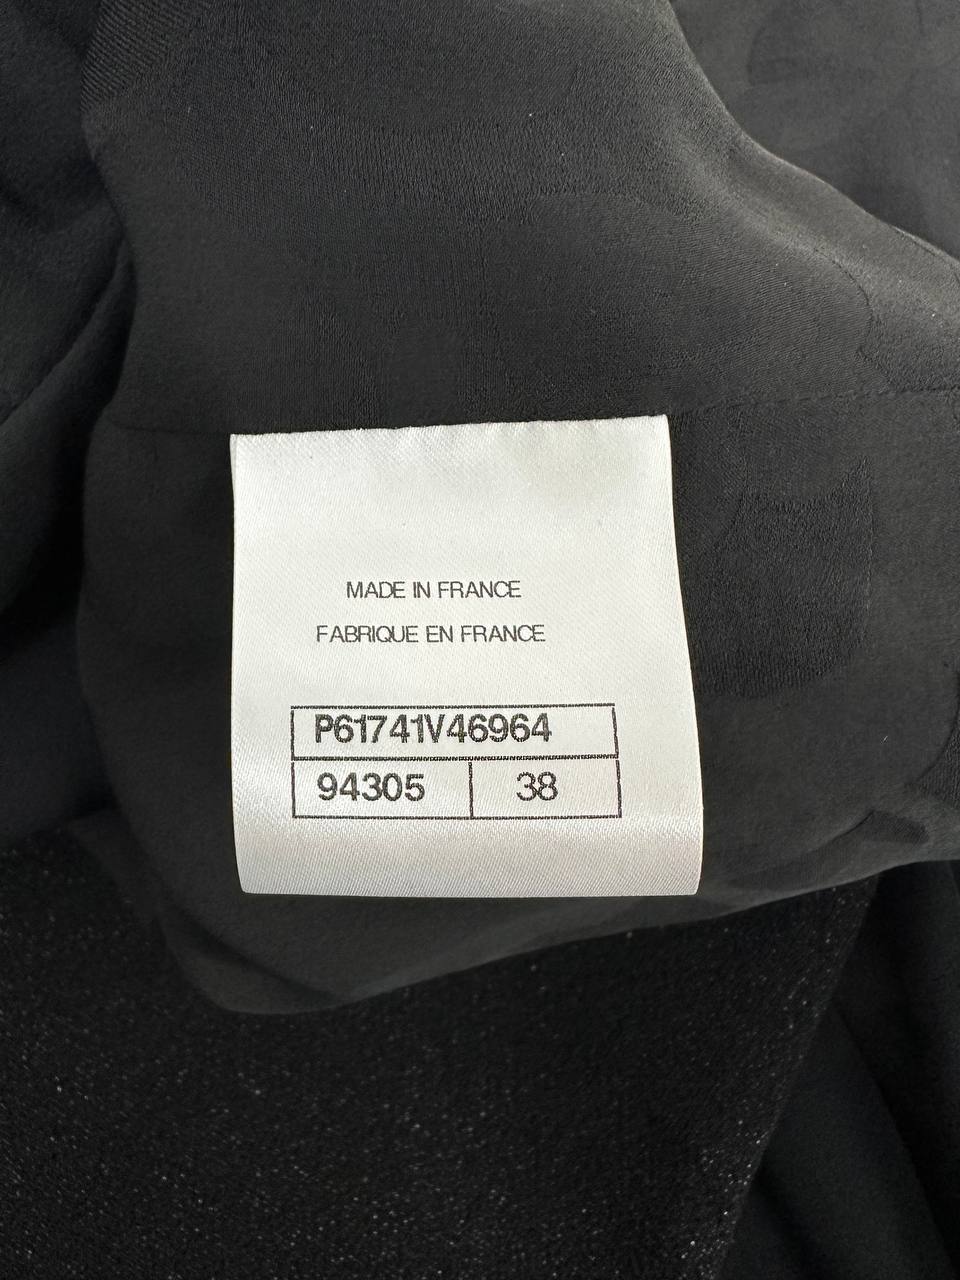 MADE IN FRANCE
FABRIQUE EN FRANCE
P61741V46964
94305 38